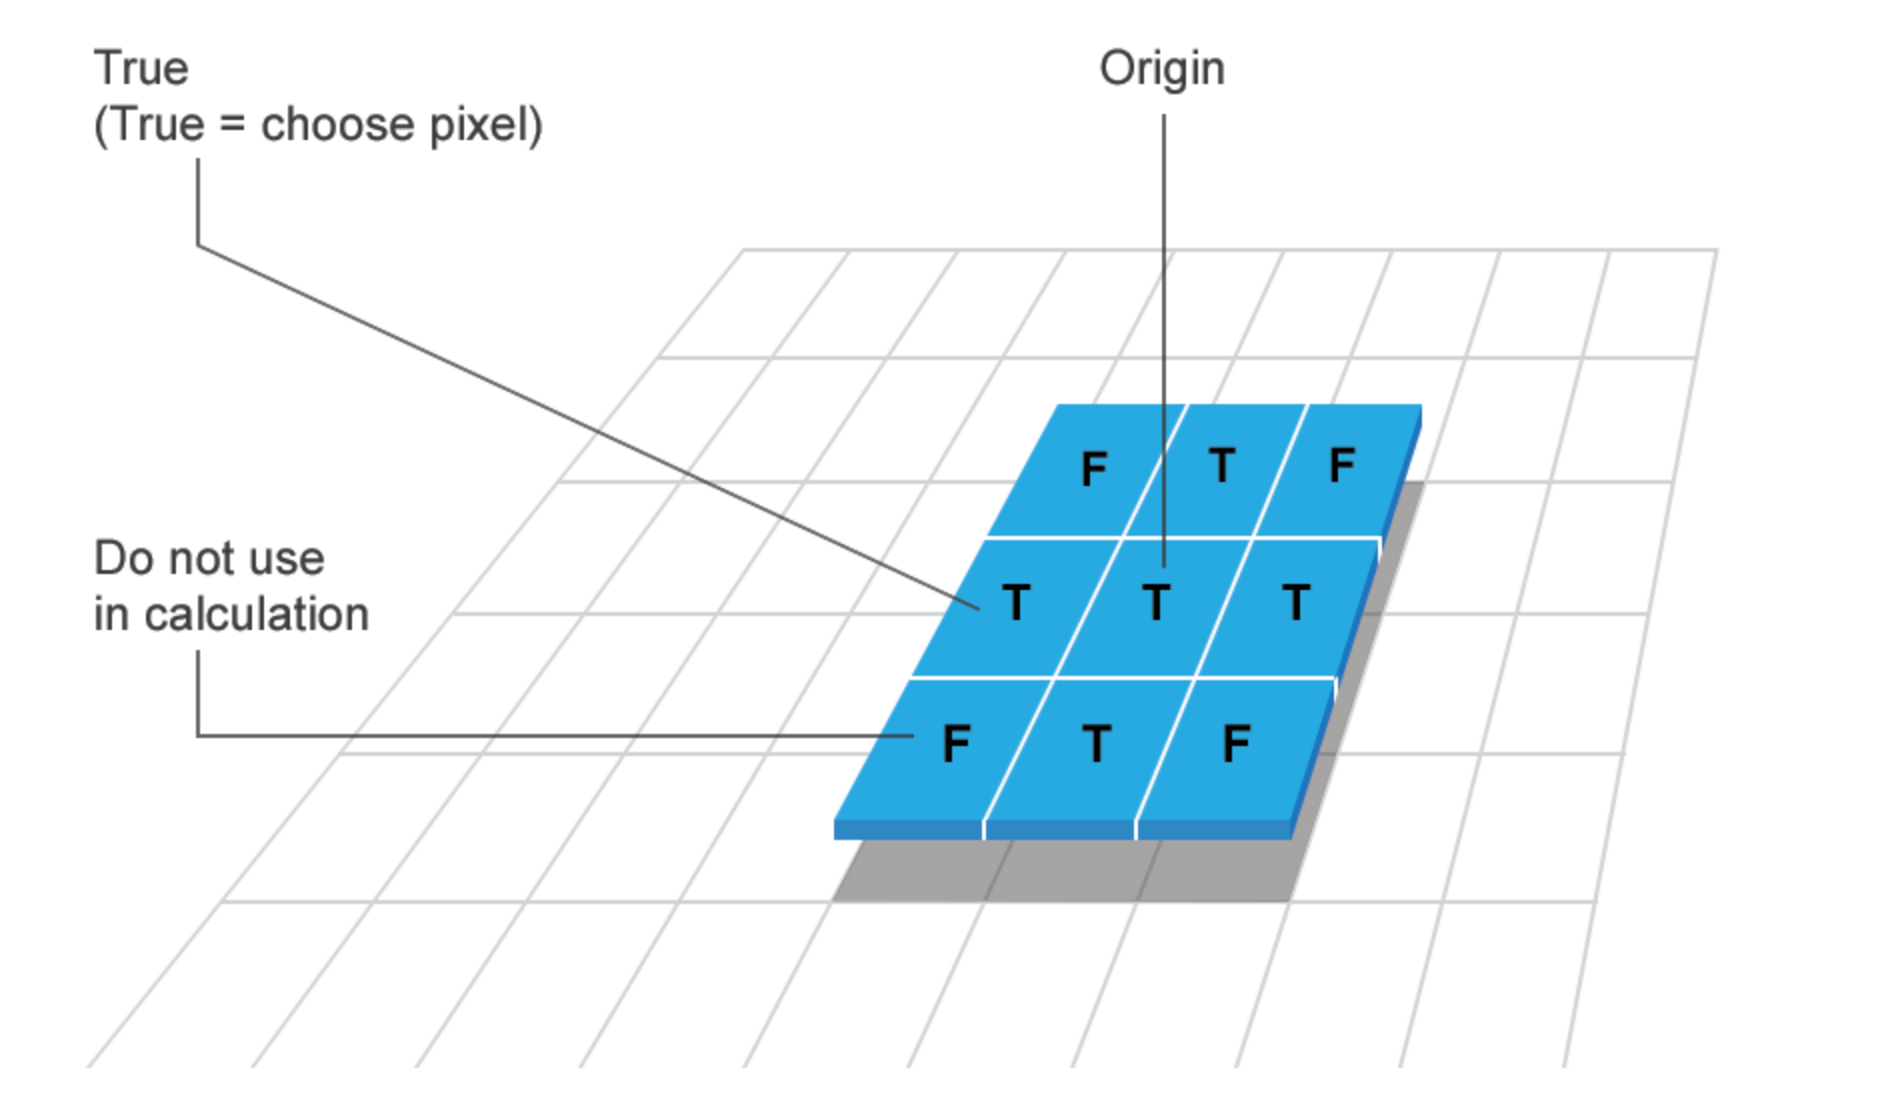 True
(True = choose pixel)
Origin
F T F
Do not use
in calculation
T T T
F T F